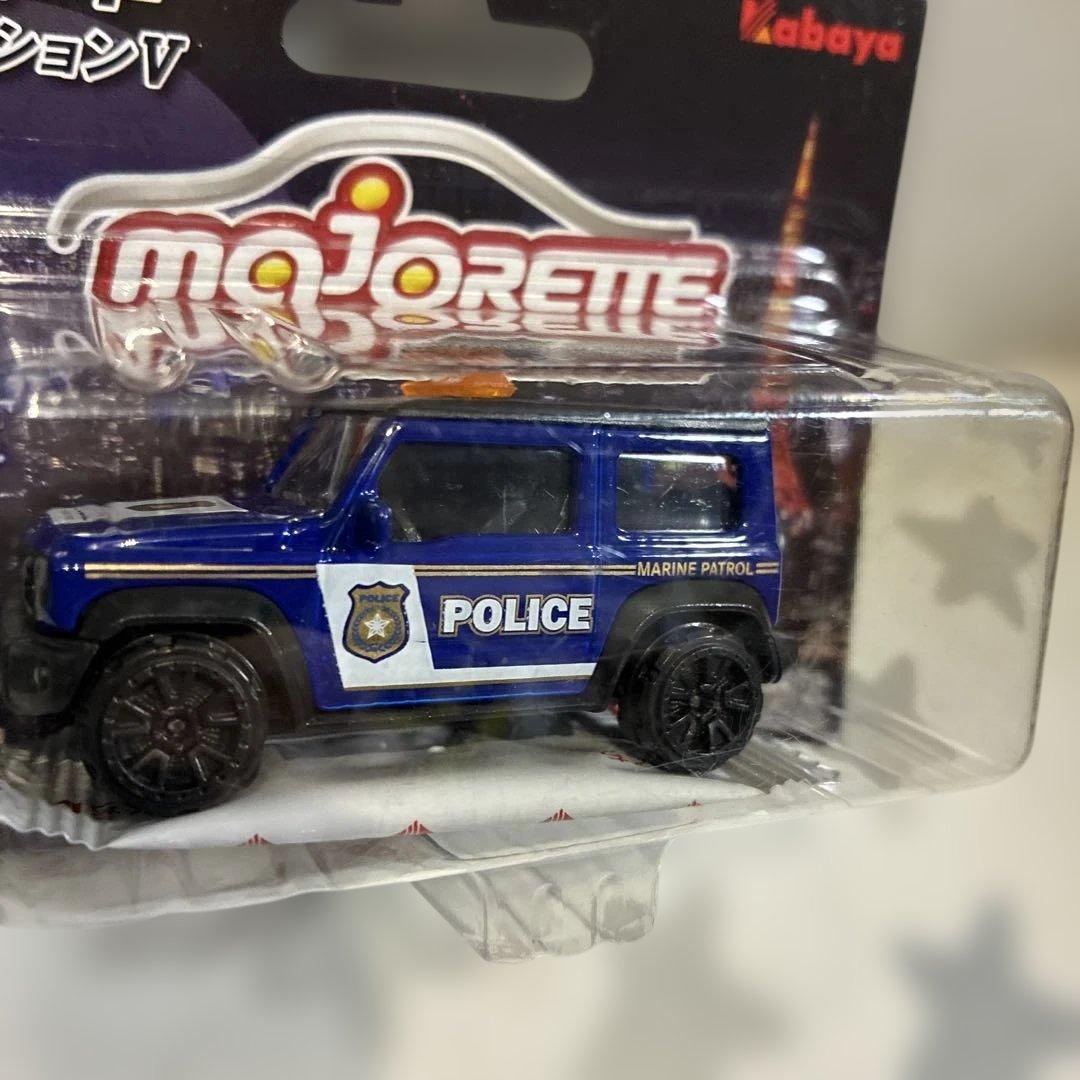 ションV
Kabaya
majORETTE
MARINE PATROL
POLICE
POLICE